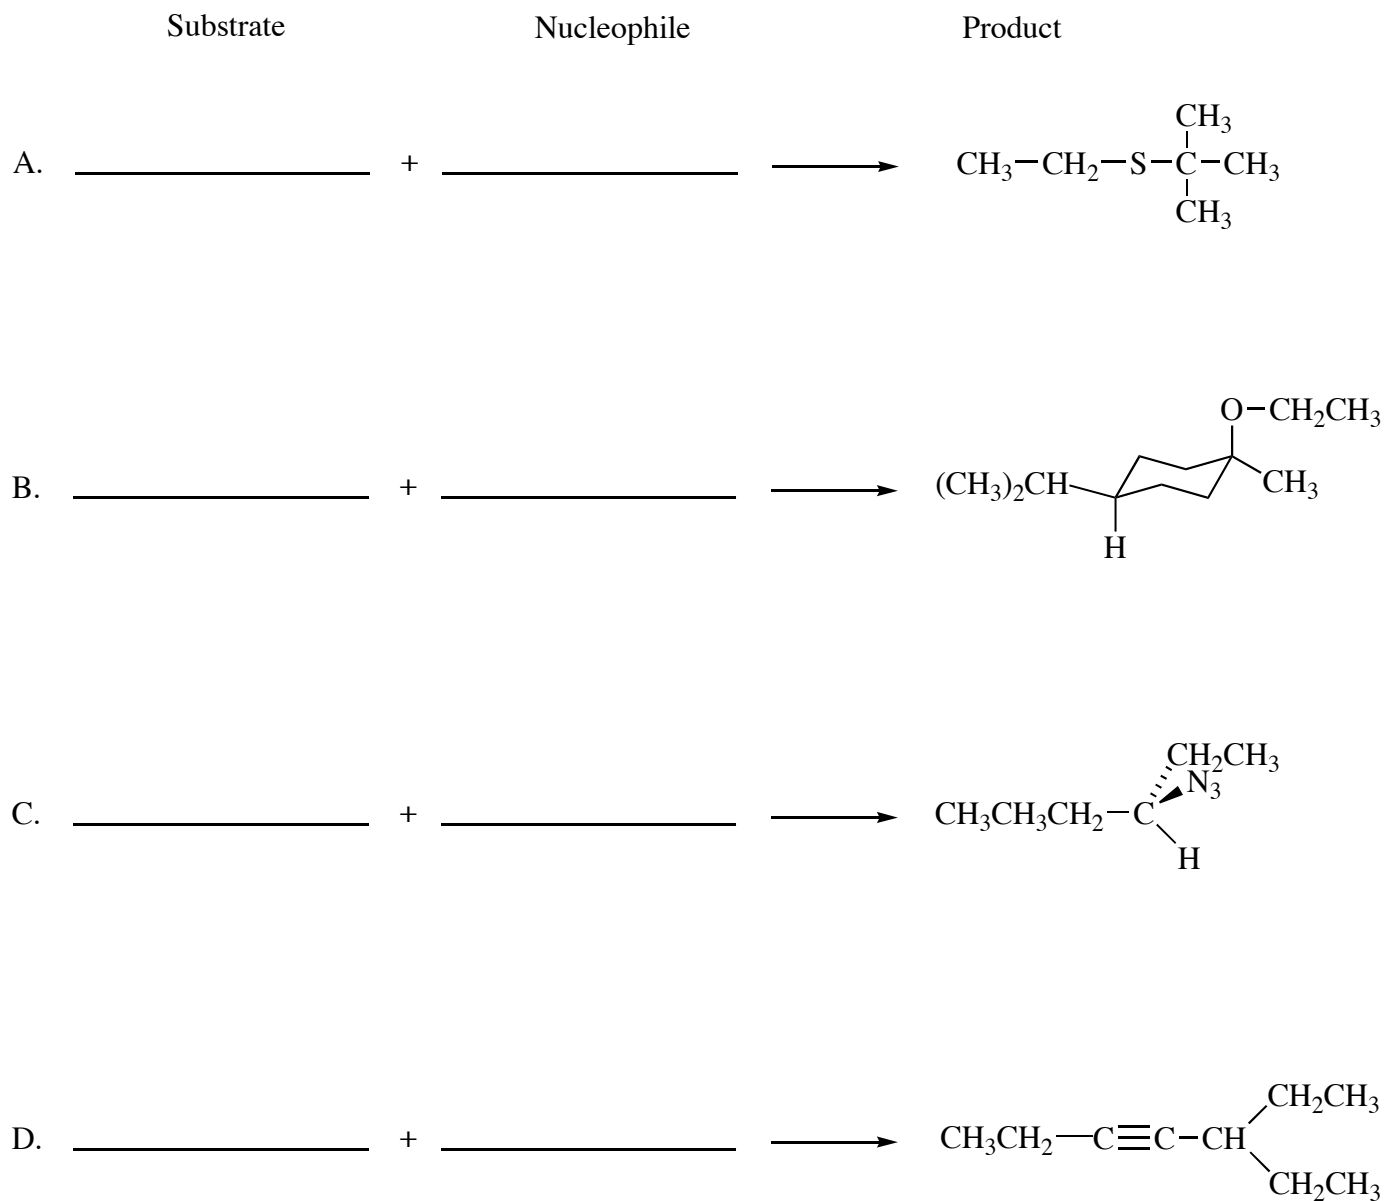 Substrate Nucleophile Product
CH₃
A. + CH₃—CH₂—S—C—CH₃
CH₃
O—CH₂CH₃
B. + (CH₃)₂CH CH₃
H
CH₂CH₃
N₃
C. + CH₃CH₃CH₂—C
H
CH₂CH₃
D. + CH₃CH₂—C≡C—CH
CH₂CH₃